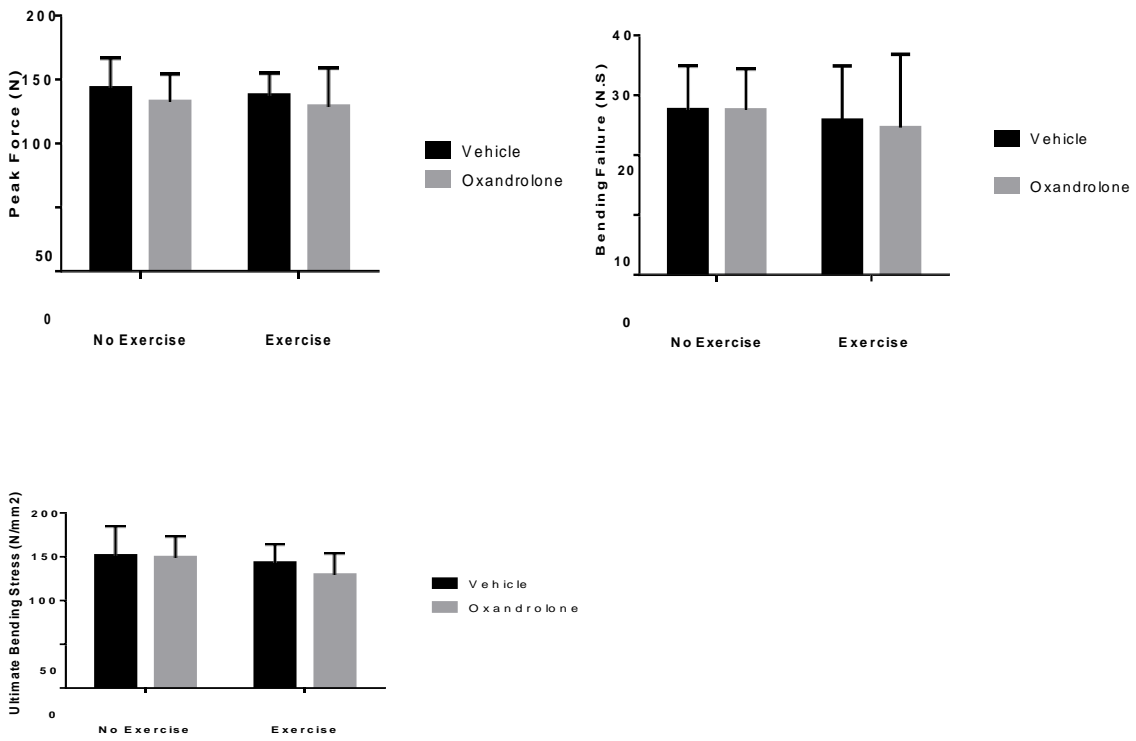 200
150
100
50
0
Peak Force (N)
No Exercise Exercise
Vehicle
Oxandrolone
40
30
20
10
0
Bending Failure (N.S)
No Exercise Exercise
Vehicle
Oxandrolone
200
150
100
50
0
Ultimate Bending Stress (N/mm2)
No Exercise Exercise
Vehicle
Oxandrolone